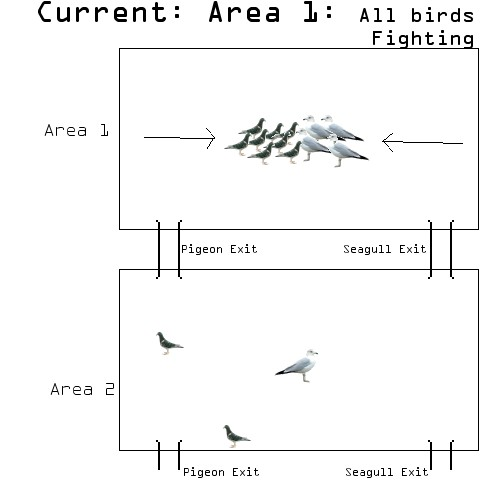 Current: Area 1: All birds
Fighting
Area 1
Pigeon Exit Seagull Exit
Area 2
Pigeon Exit Seagull Exit